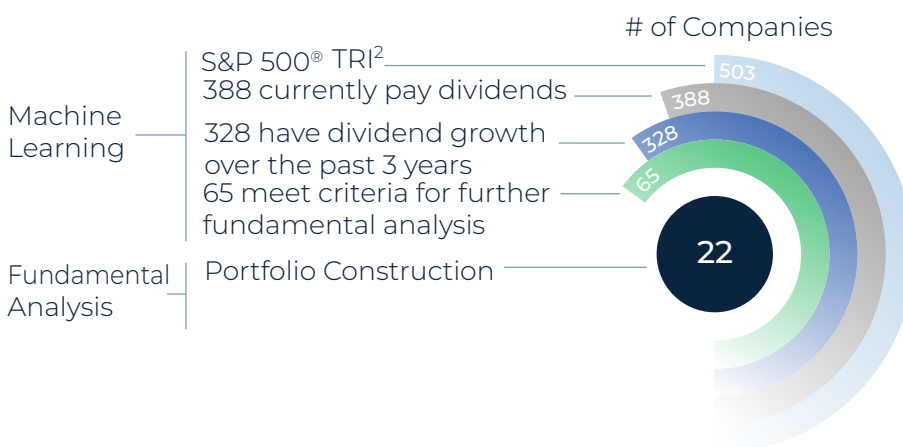 # of Companies
S&P 500® TRI²
503
388 currently pay dividends
388
Machine
Learning
328 have dividend growth
over the past 3 years
328
65 meet criteria for further
fundamental analysis
65
Fundamental
Analysis
Portfolio Construction
22